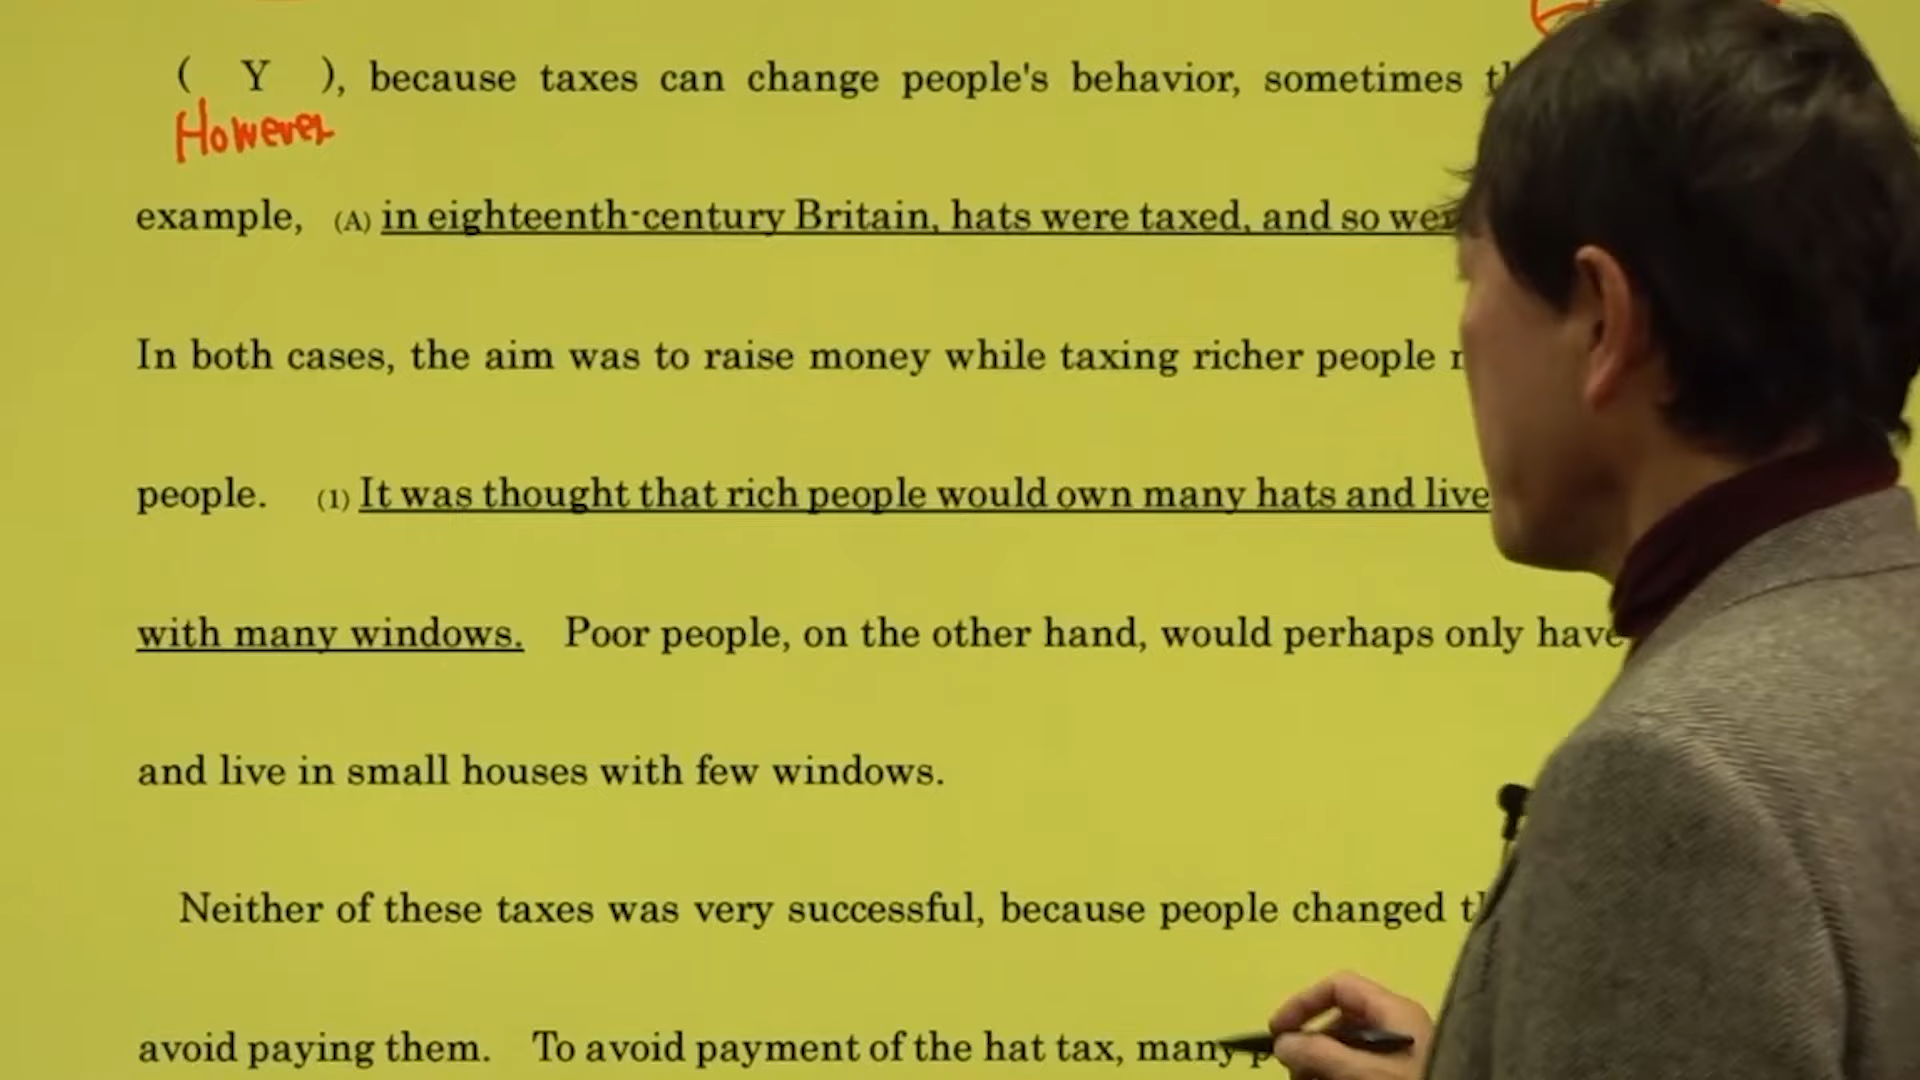 ( Y ), because taxes can change people's behavior, sometimes
However
example, (A) in eighteenth-century Britain, hats were taxed, and so
In both cases, the aim was to raise money while taxing richer people
people. (1) It was thought that rich people would own many hats and live
with many windows. Poor people, on the other hand, would perhaps only have
and live in small houses with few windows.
Neither of these taxes was very successful, because people changed
avoid paying them. To avoid payment of the hat tax, many